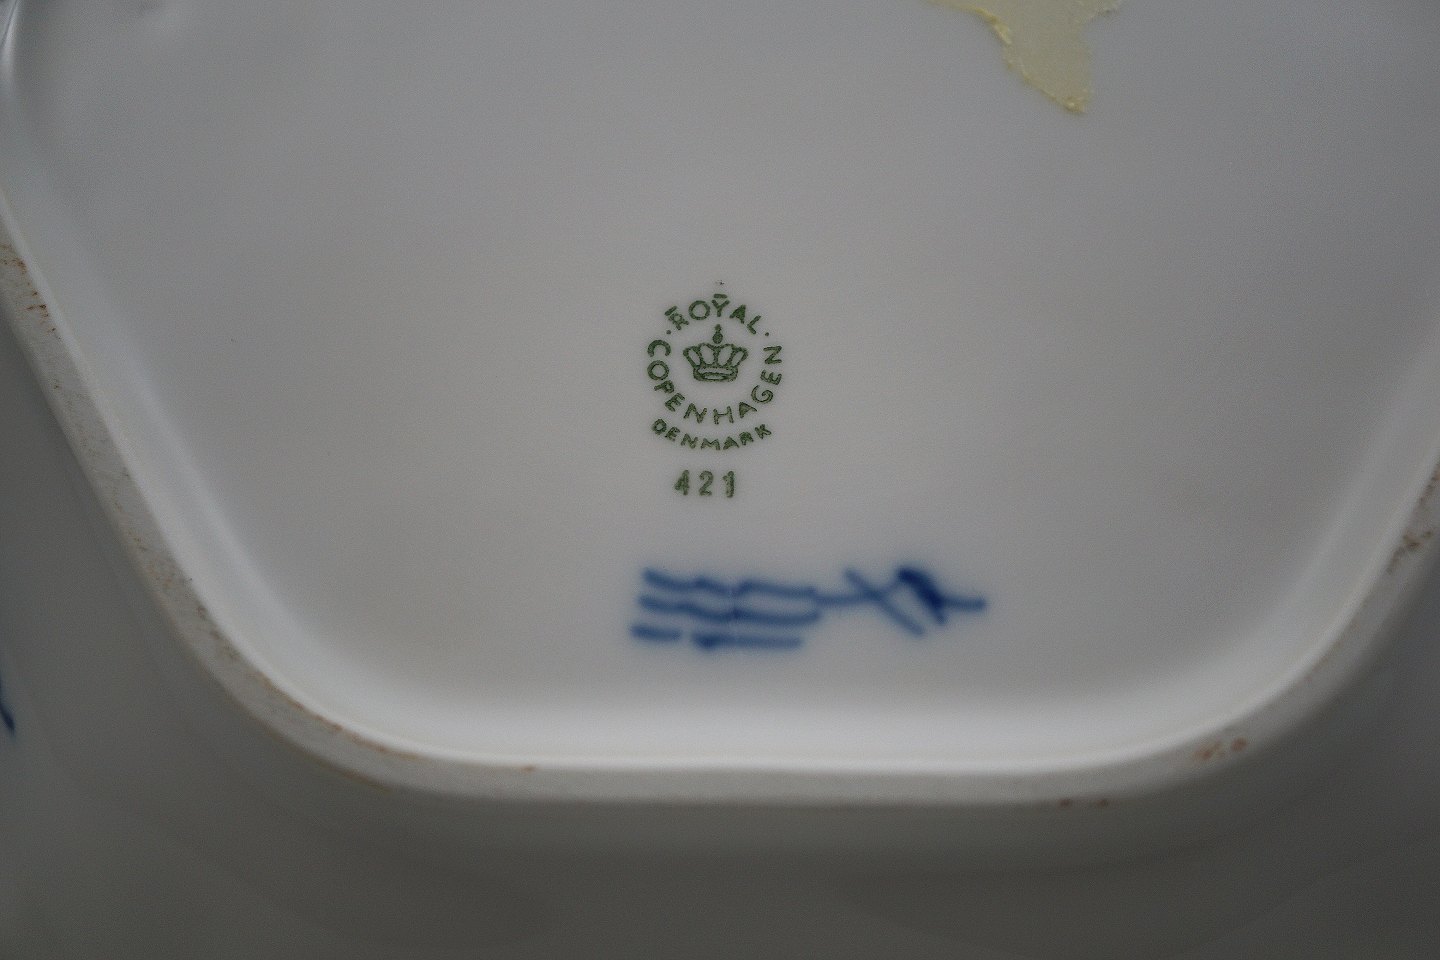 ROYAL
COPENHAGEN
DENMARK
421